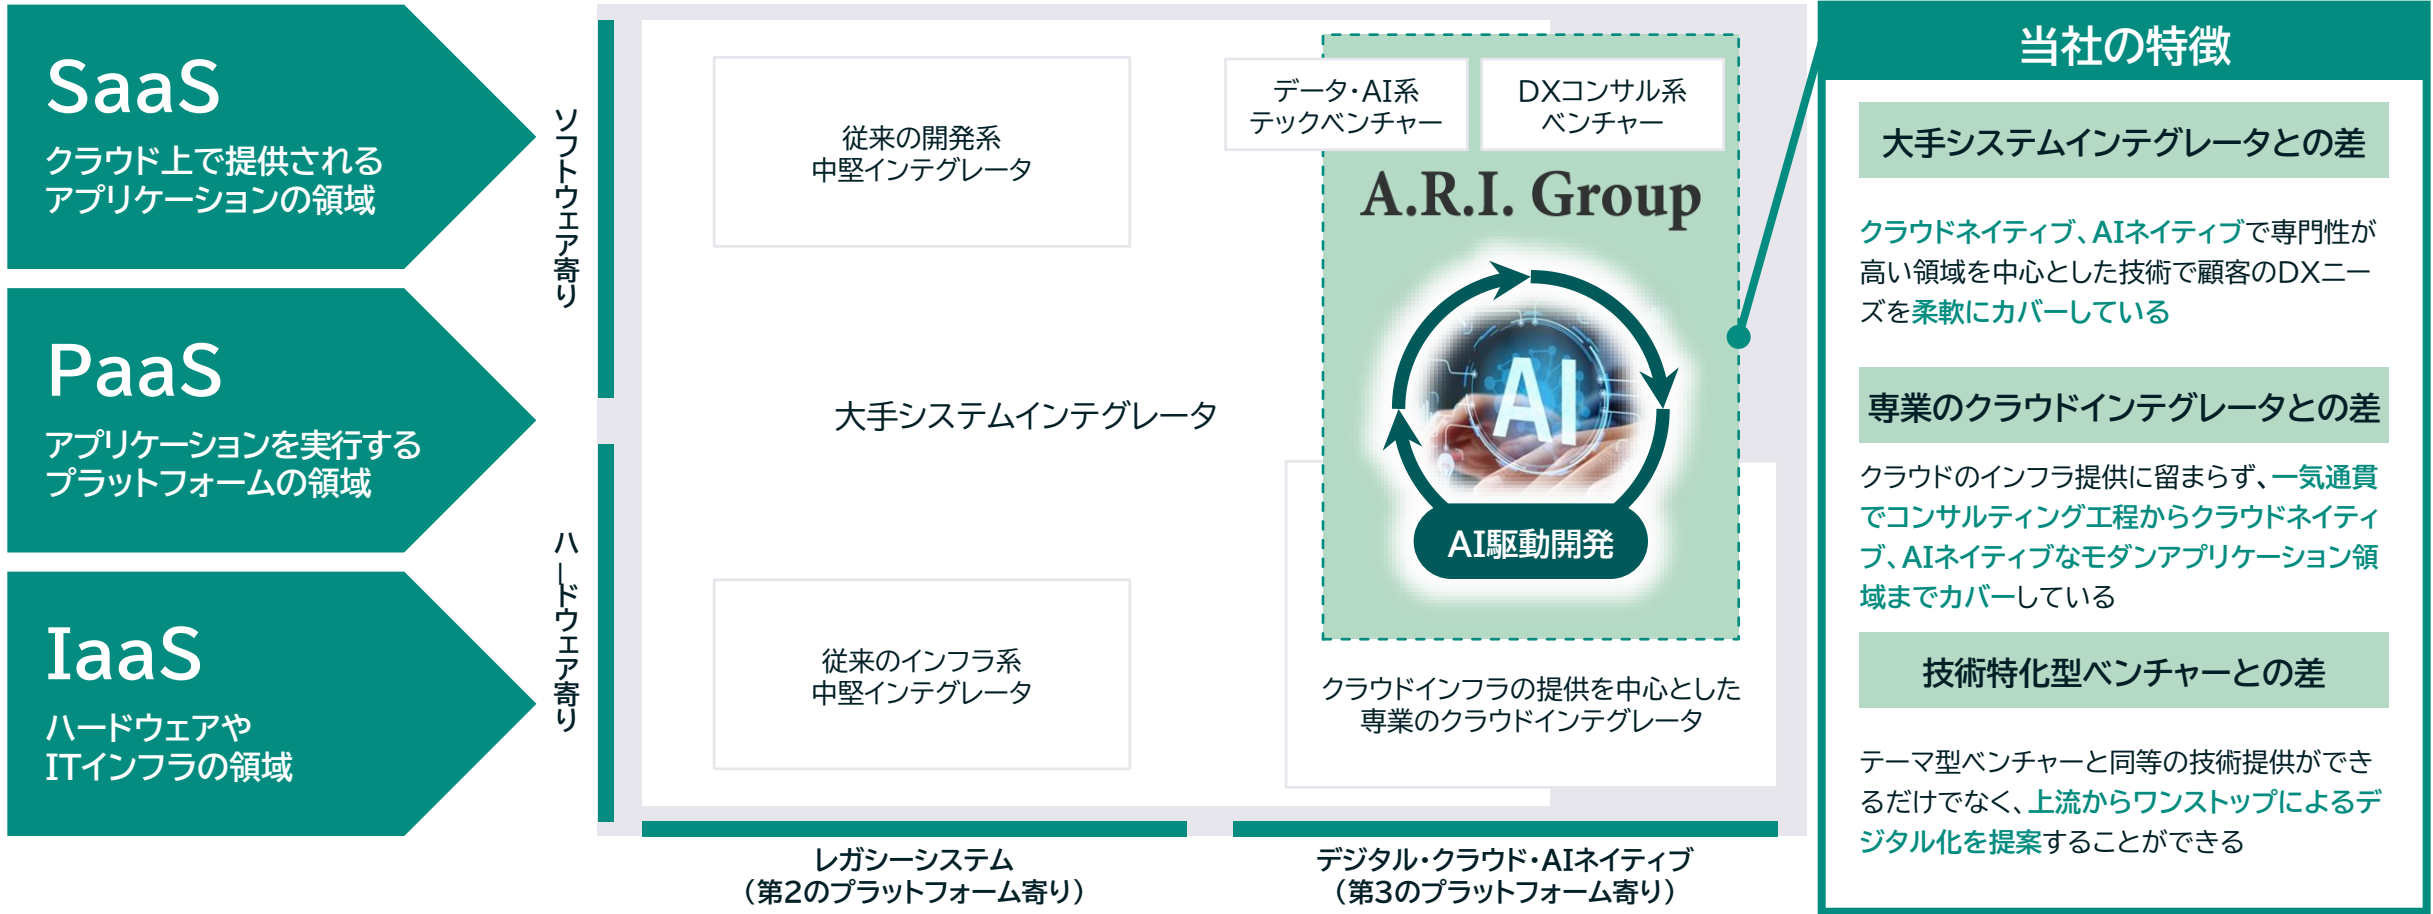 SaaS
クラウド上で提供される
アプリケーションの領域
PaaS
アプリケーションを実行する
プラットフォームの領域
IaaS
ハードウェアや
ITインフラの領域
ソフトウェア寄り
ハードウェア寄り
従来の開発系
中堅インテグレータ
大手システムインテグレータ
従来のインフラ系
中堅インテグレータ
データ・AI系
テックベンチャー
DXコンサル系
ベンチャー
A.R.I. Group
AI
AI駆動開発
クラウドインフラの提供を中心とした
専業のクラウドインテグレータ
レガシーシステム
（第2のプラットフォーム寄り）
デジタル・クラウド・AIネイティブ
（第3のプラットフォーム寄り）
当社の特徴
大手システムインテグレータとの差
クラウドネイティブ、AIネイティブで専門性が
高い領域を中心とした技術で顧客のDXニー
ズを柔軟にカバーしている
専業のクラウドインテグレータとの差
クラウドのインフラ提供に留まらず、一気通貫
でコンサルティング工程からクラウドネイティ
ブ、AIネイティブなモダンアプリケーション領
域までカバーしている
技術特化型ベンチャーとの差
テーマ型ベンチャーと同等の技術提供ができ
るだけでなく、上流からワンストップによるデ
ジタル化を提案することができる